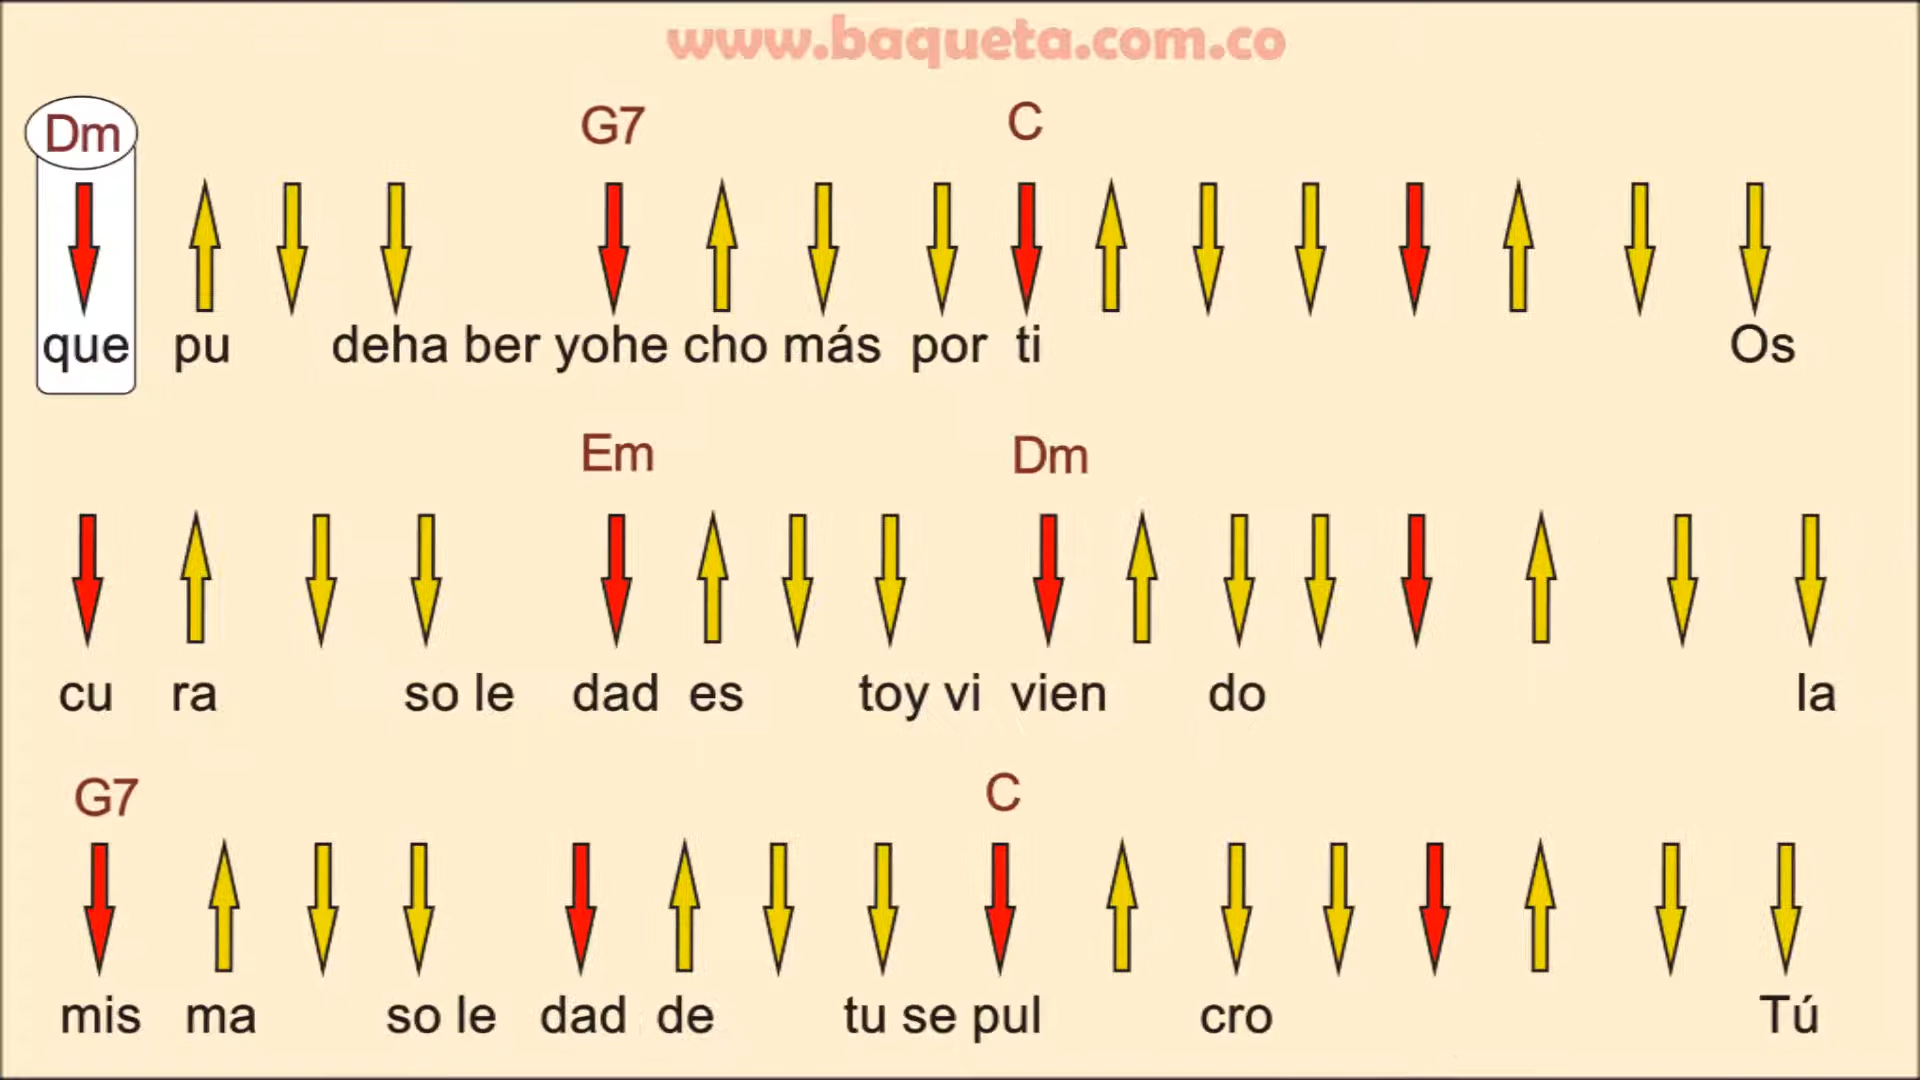 www.baqueta.com.co
Dm G7 C
que pu deha ber yohe cho más por ti Os
Em Dm
cu ra so le dad es toy vi vien do la
G7 C
mis ma so le dad de tu se pul cro Tú